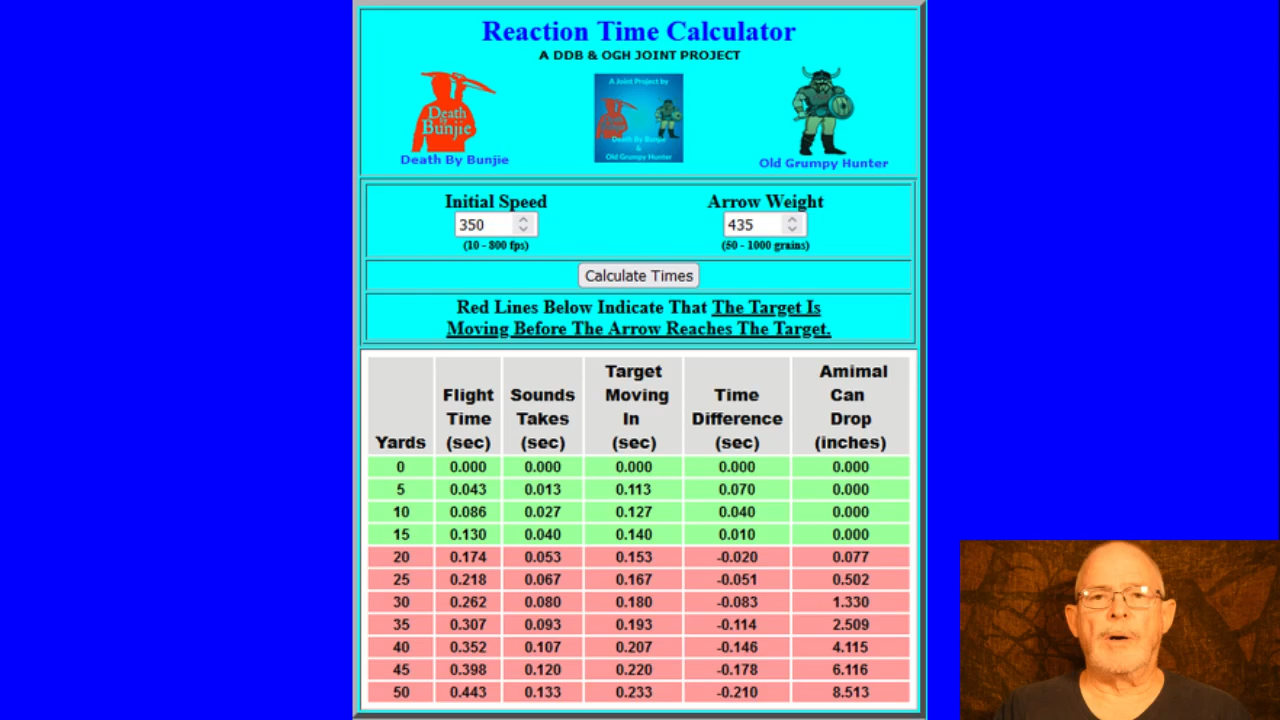 Reaction Time Calculator
A DDB & OGH JOINT PROJECT
A Joint Project by
Death By Bunjie
&
Old Grumpy Hunter
Death
by
Bunjie
Death By Bunjie
Old Grumpy Hunter
Initial Speed Arrow Weight
350 435
(10 - 800 fps) (50 - 1000 grains)
Calculate Times
Red Lines Below Indicate That The Target Is
Moving Before The Arrow Reaches The Target.
Target Amimal
Flight Sounds Moving Time Can
Time Takes In Difference Drop
Yards (sec) (sec) (sec) (sec) (inches)
0 0.000 0.000 0.000 0.000 0.000
5 0.043 0.013 0.113 0.070 0.000
10 0.086 0.027 0.127 0.040 0.000
15 0.130 0.040 0.140 0.010 0.000
20 0.174 0.053 0.153 -0.020 0.077
25 0.218 0.067 0.167 -0.051 0.502
30 0.262 0.080 0.180 -0.083 1.330
35 0.307 0.093 0.193 -0.114 2.509
40 0.352 0.107 0.207 -0.146 4.115
45 0.398 0.120 0.220 -0.178 6.116
50 0.443 0.133 0.233 -0.210 8.513